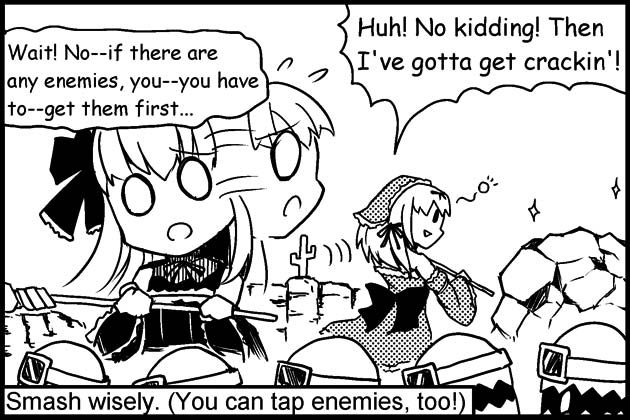 Wait! No--if there are
any enemies, you--you have
to--get them first...
Huh! No kidding! Then
I've gotta get crackin'!
Smash wisely. (You can tap enemies, too!)